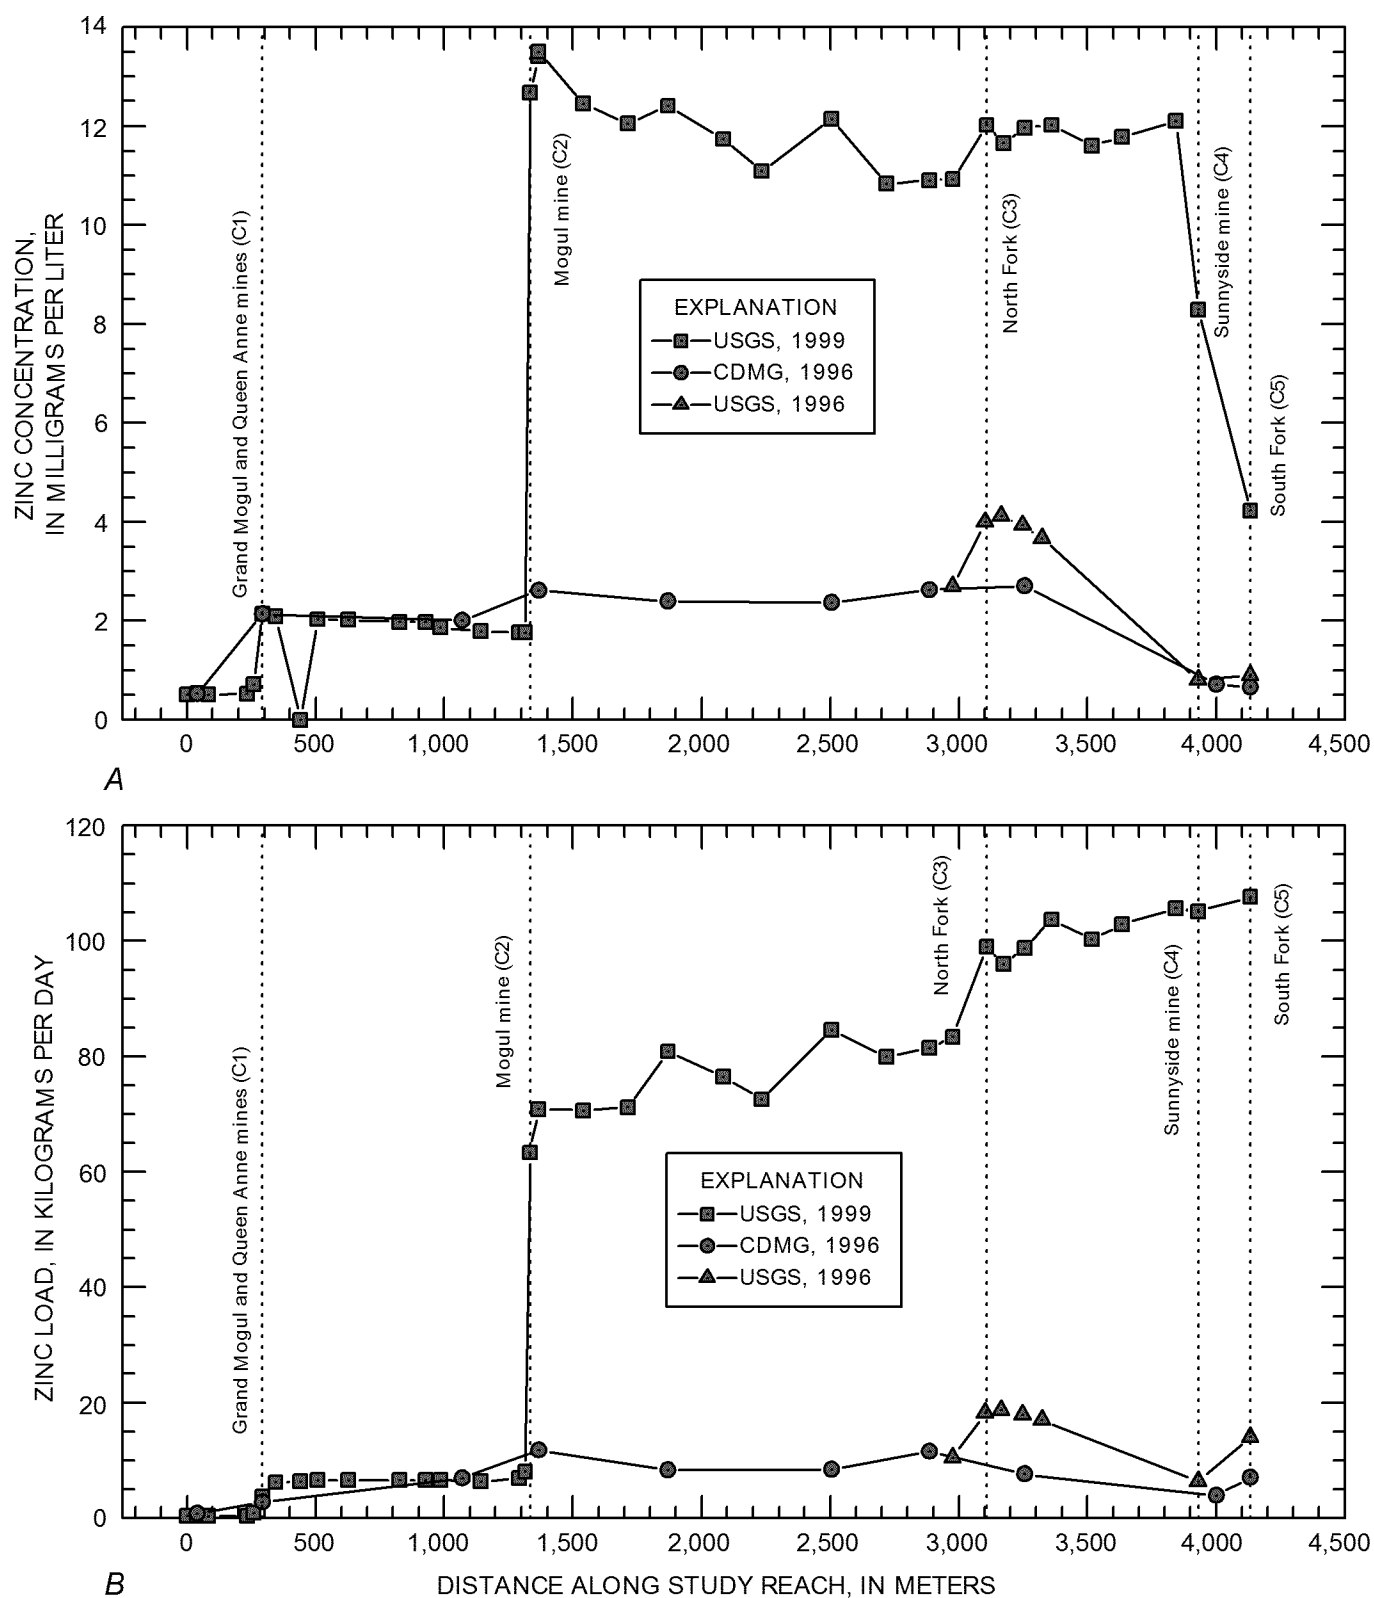 14
12
10
8
6
4
2
0
ZINC CONCENTRATION,
IN MILLIGRAMS PER LITER
Grand Mogul and Queen Anne mines (C1)
Mogul mine (C2)
North Fork (C3)
Sunnyside mine (C4)
South Fork (C5)
EXPLANATION
USGS, 1999
CDMG, 1996
USGS, 1996
0 500 1,000 1,500 2,000 2,500 3,000 3,500 4,000 4,500
A
120
100
80
60
40
20
0
ZINC LOAD, IN KILOGRAMS PER DAY
Grand Mogul and Queen Anne mines (C1)
Mogul mine (C2)
North Fork (C3)
Sunnyside mine (C4)
South Fork (C5)
EXPLANATION
USGS, 1999
CDMG, 1996
USGS, 1996
0 500 1,000 1,500 2,000 2,500 3,000 3,500 4,000 4,500
B
DISTANCE ALONG STUDY REACH, IN METERS